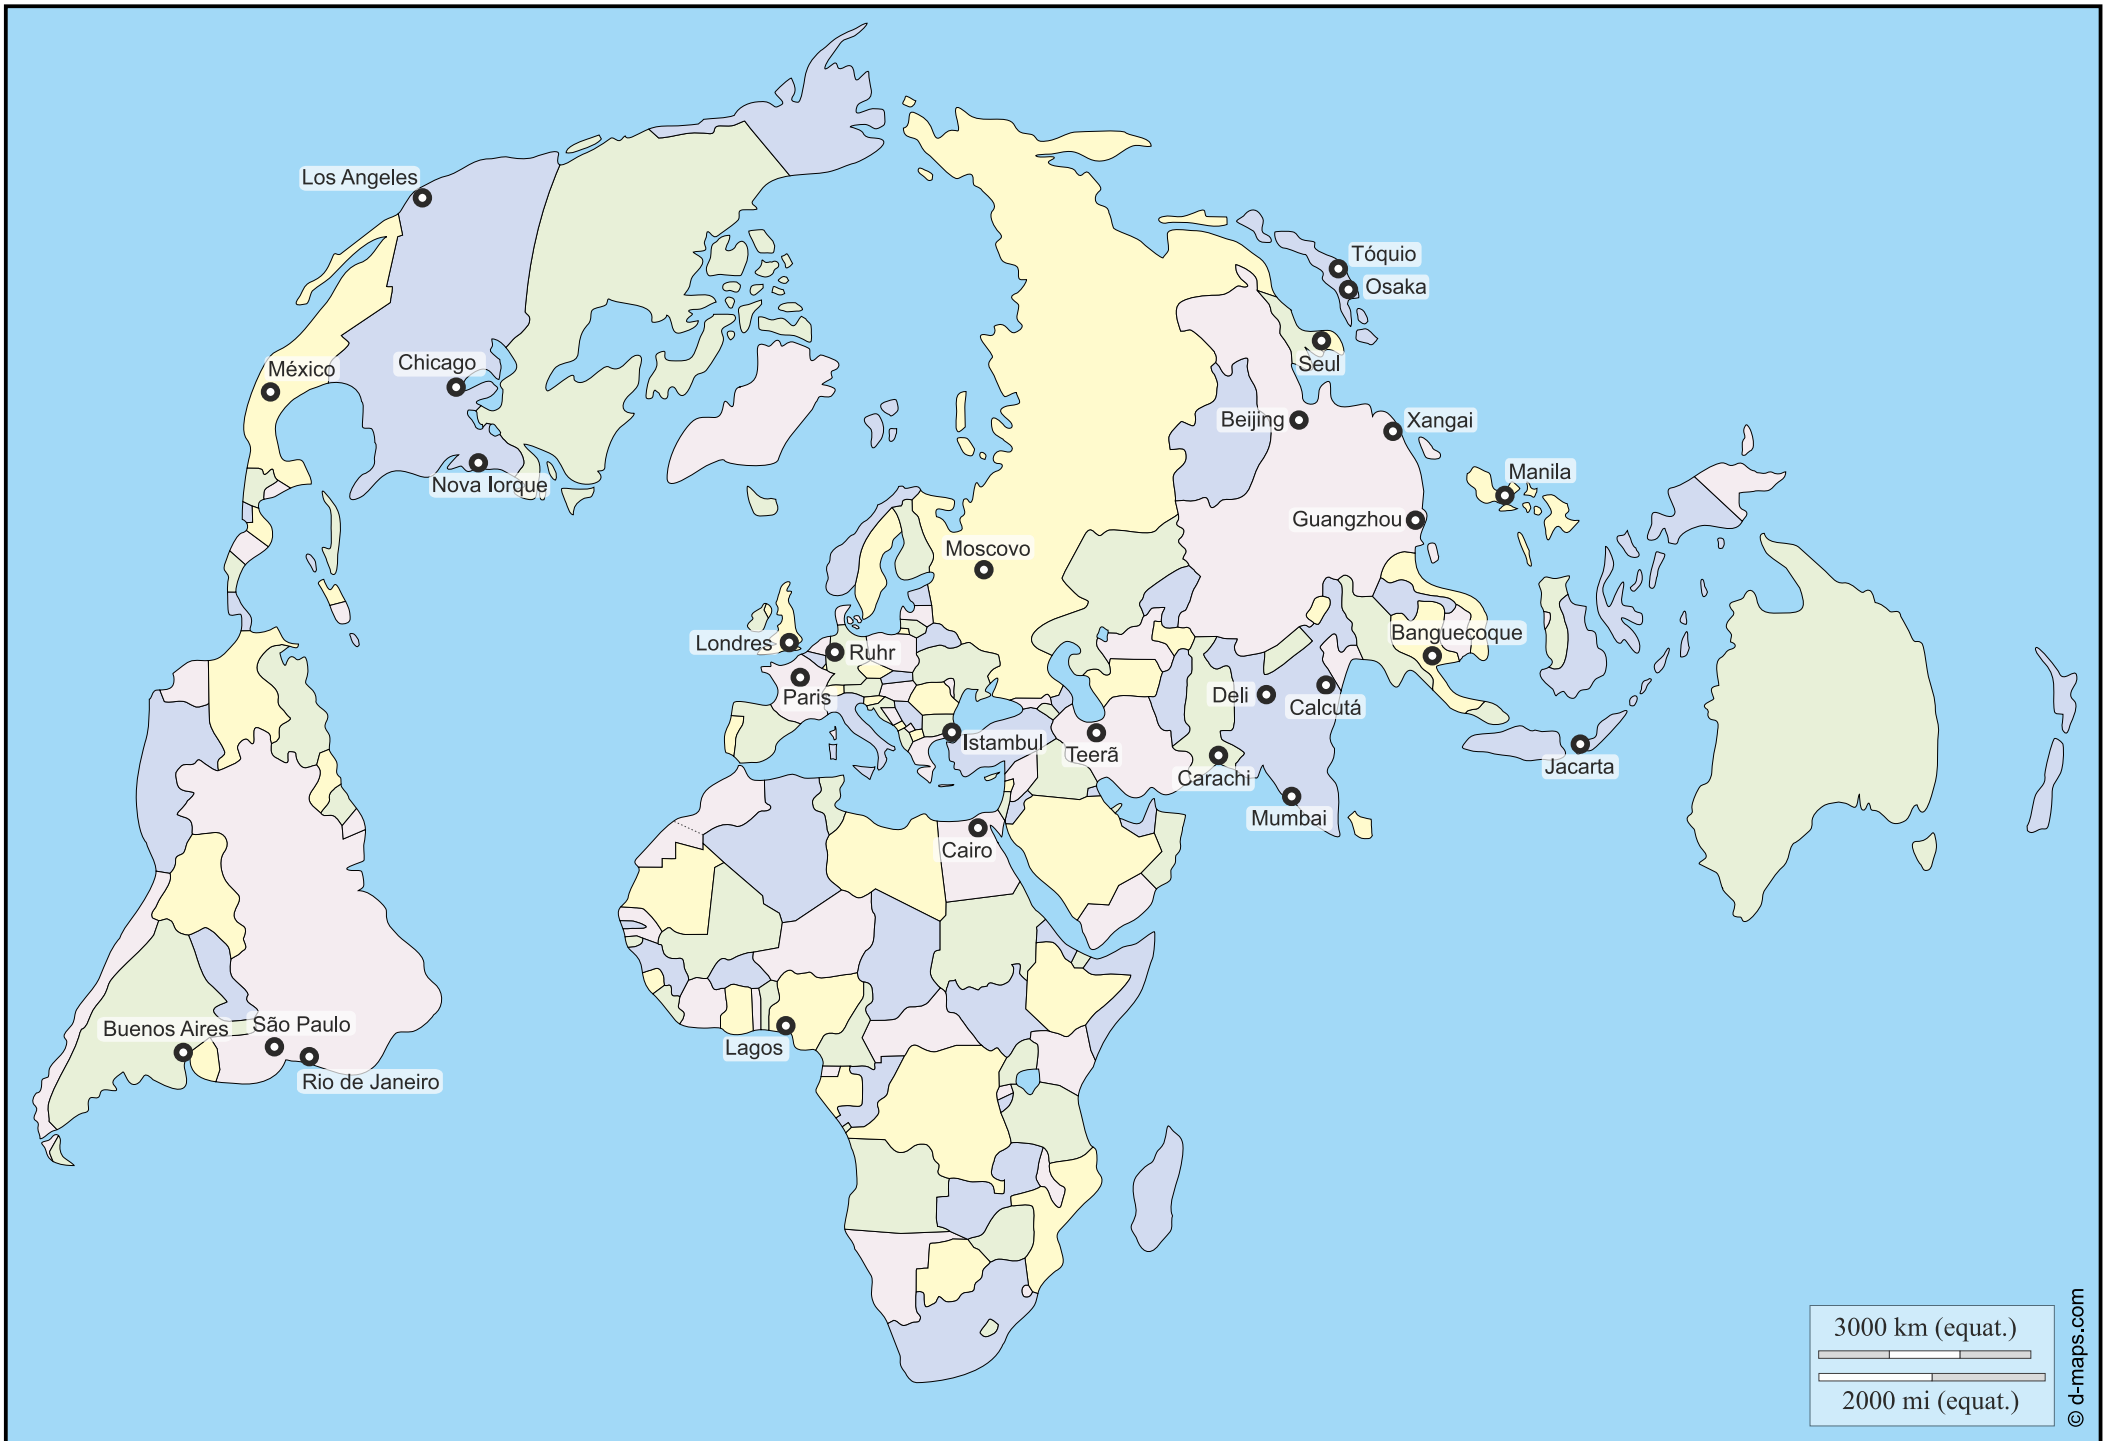 Los Angeles
Tóquio
Osaka
Seul
México
Chicago
Beijing
Xangai
Nova Iorque
Manila
Guangzhou
Moscovo
Londres
Ruhr
Banguecoque
Paris
Deli
Calcutá
Istambul
Teerã
Carachi
Jacarta
Mumbai
Cairo
Buenos Aires
São Paulo
Lagos
Rio de Janeiro
3000 km (equat.)
2000 mi (equat.)
© d-maps.com